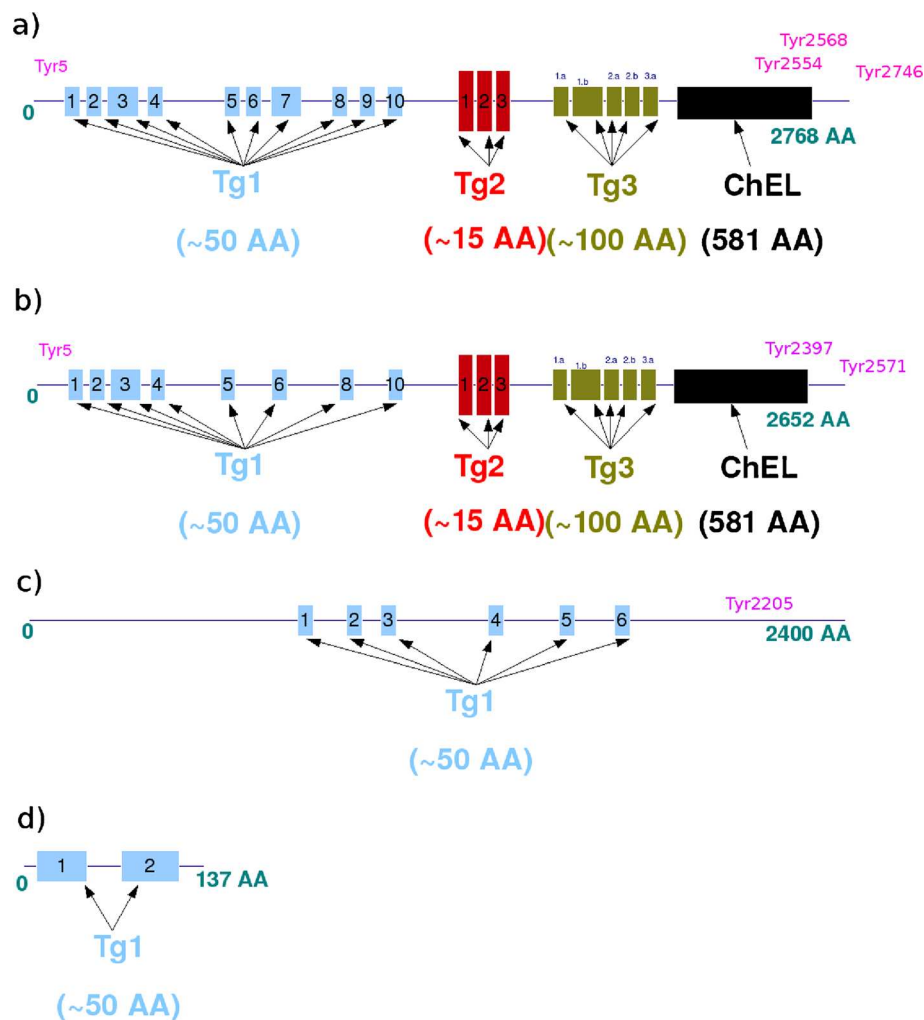 a)
Tyr2568
Tyr2554
Tyr5
Tyr2746
1.a 1.b 2.a 2.b 3.a
0 1 2 3 4 5 6 7 8 9 10 1 2 3
2768 AA
Tg1 Tg2 Tg3 ChEL
(~50 AA) (~15 AA) (~100 AA) (581 AA)
b)
Tyr5 Tyr2397
Tyr2571
1.a 1.b 2.a 2.b 3.a
0 1 2 3 4 5 6 8 10 1 2 3
2652 AA
Tg1 Tg2 Tg3 ChEL
(~50 AA) (~15 AA) (~100 AA) (581 AA)
c)
Tyr2205
0 1 2 3 4 5 6 2400 AA
Tg1
(~50 AA)
d)
1 2
0 137 AA
Tg1
(~50 AA)